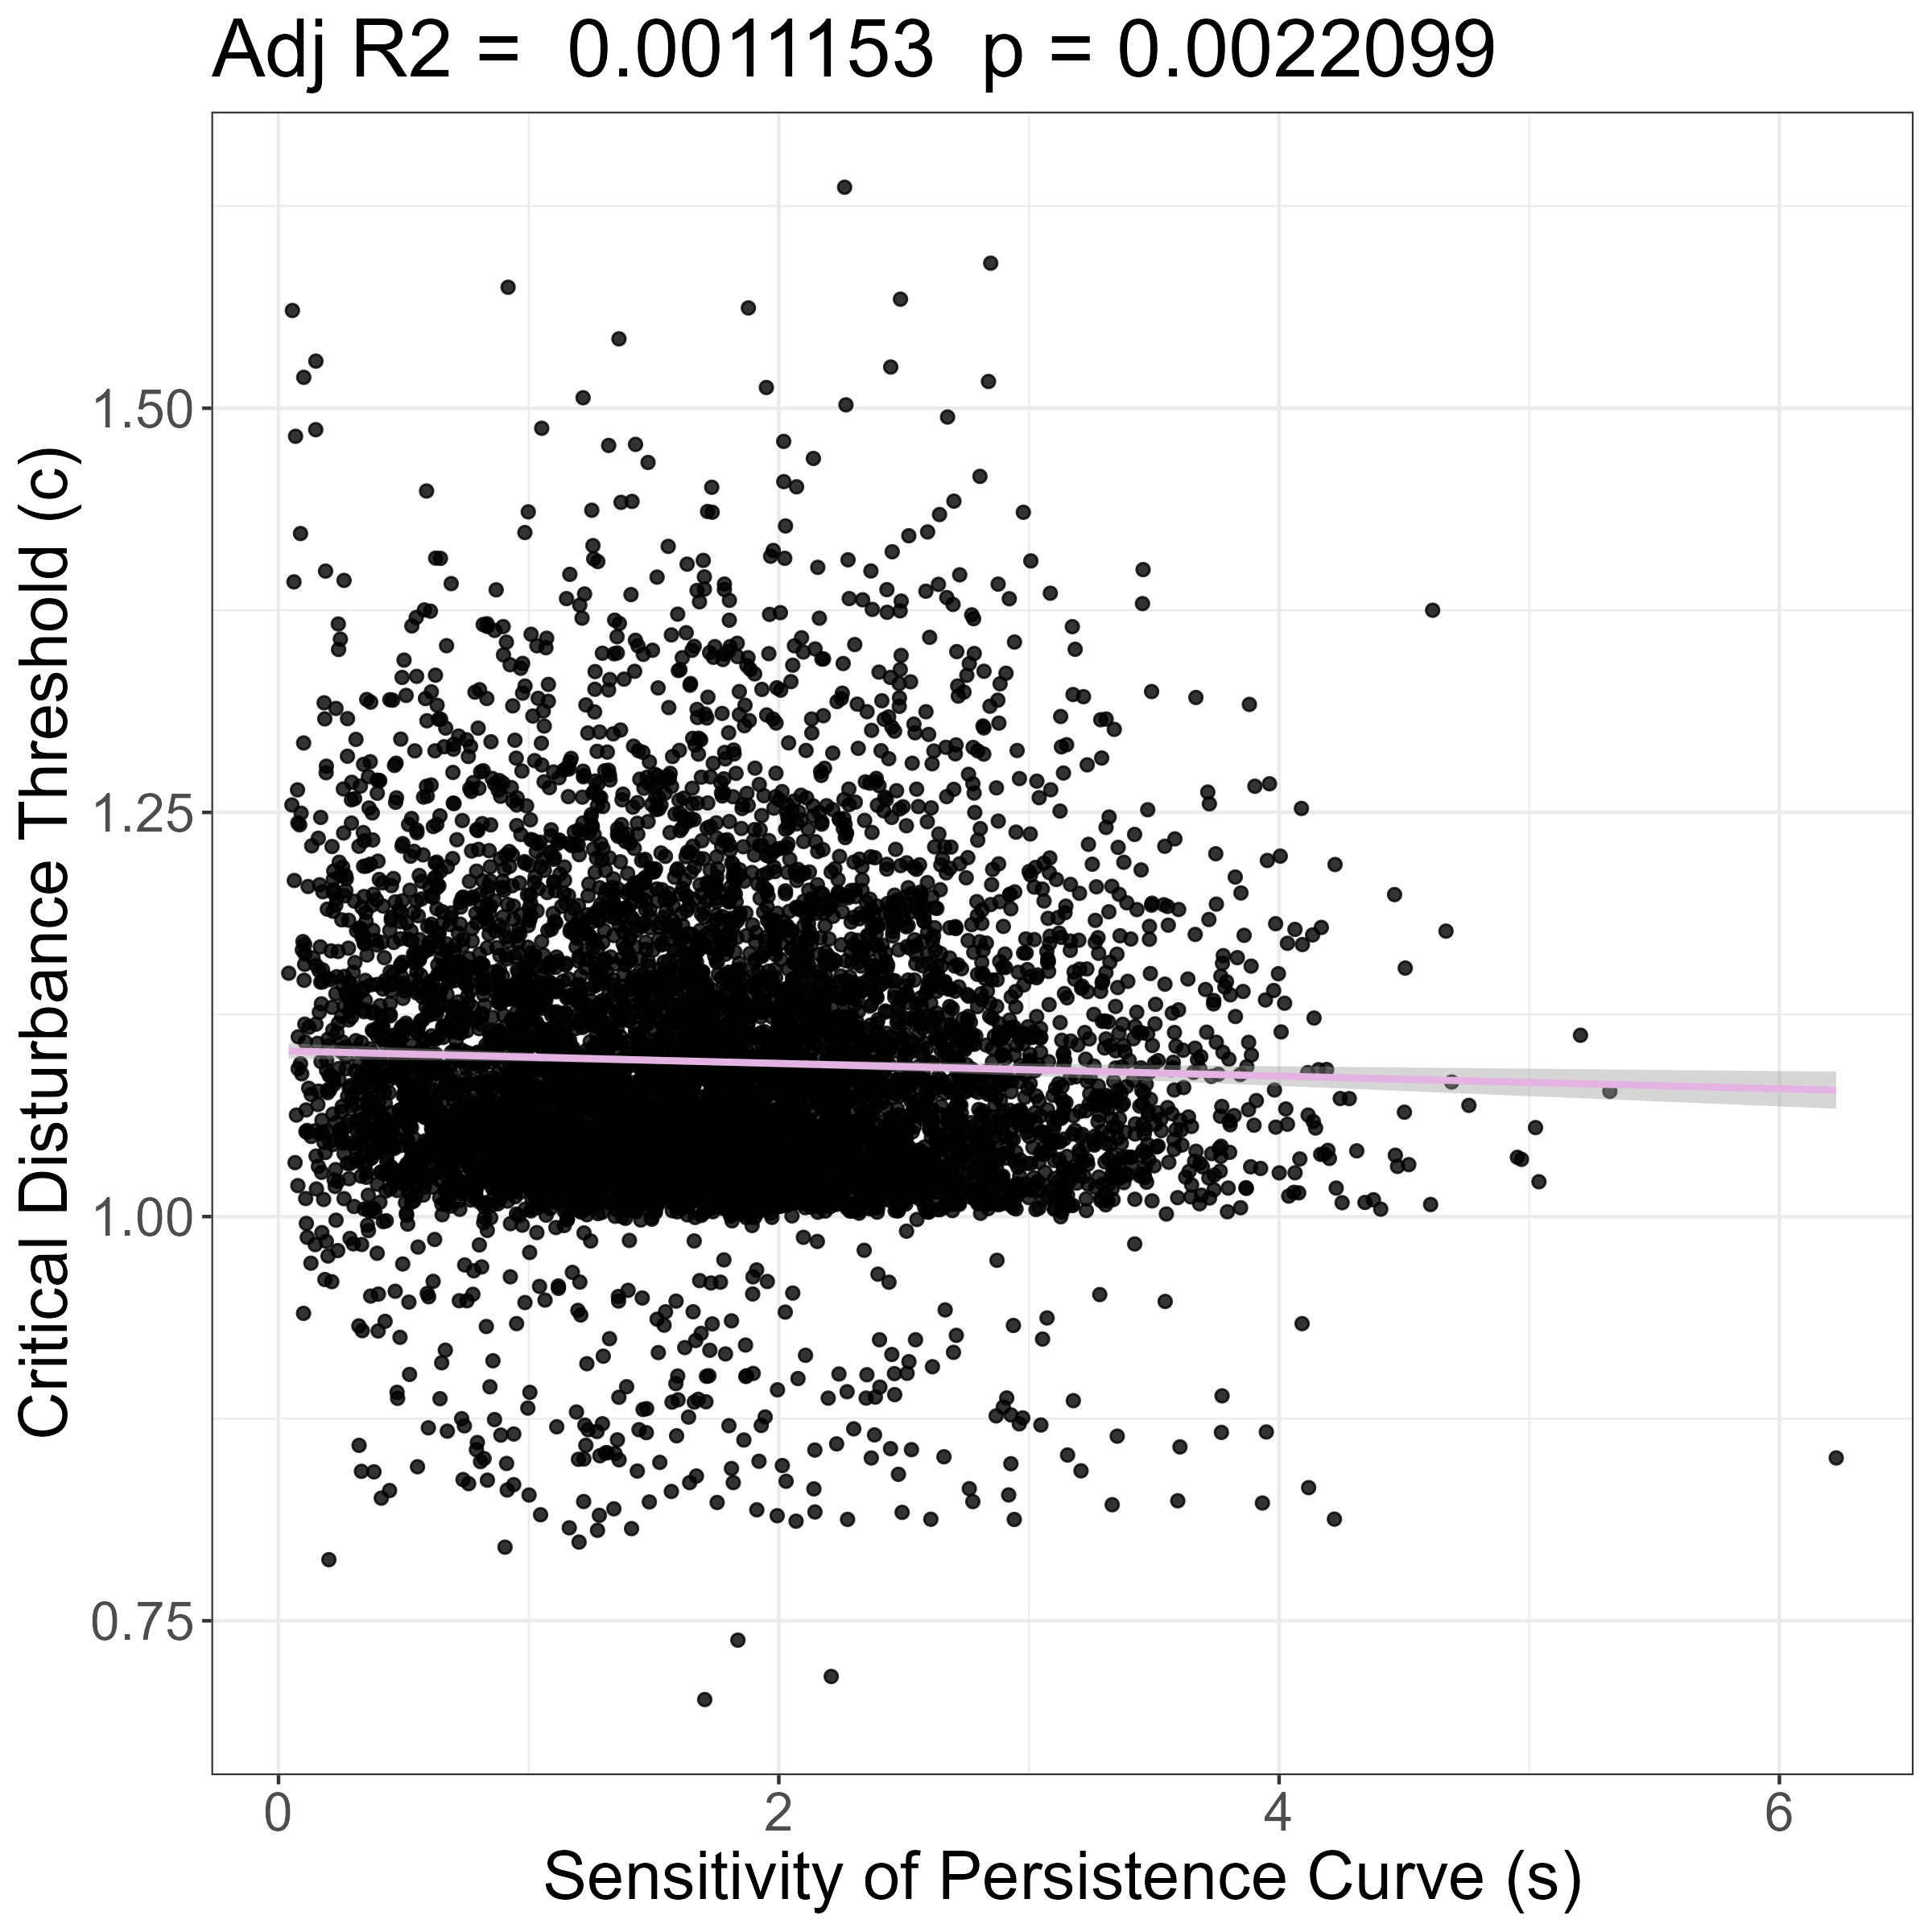 Adj R2 =  0.0011153  p = 0.0022099
Critical Disturbance Threshold (c)
1.50
1.25
1.00
0.75
0 2 4 6
Sensitivity of Persistence Curve (s)